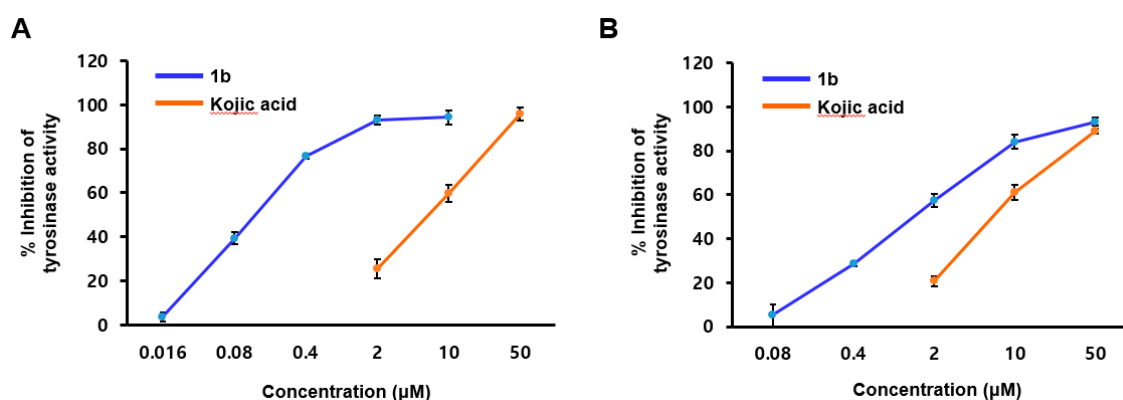 A
% Inhibition of
tyrosinase activity
120
100
80
60
40
20
0
1b
Kojic acid
0.016 0.08 0.4 2 10 50
Concentration (μM)
B
% Inhibition of
tyrosinase activity
120
100
80
60
40
20
0
1b
Kojic acid
0.08 0.4 2 10 50
Concentration (μM)